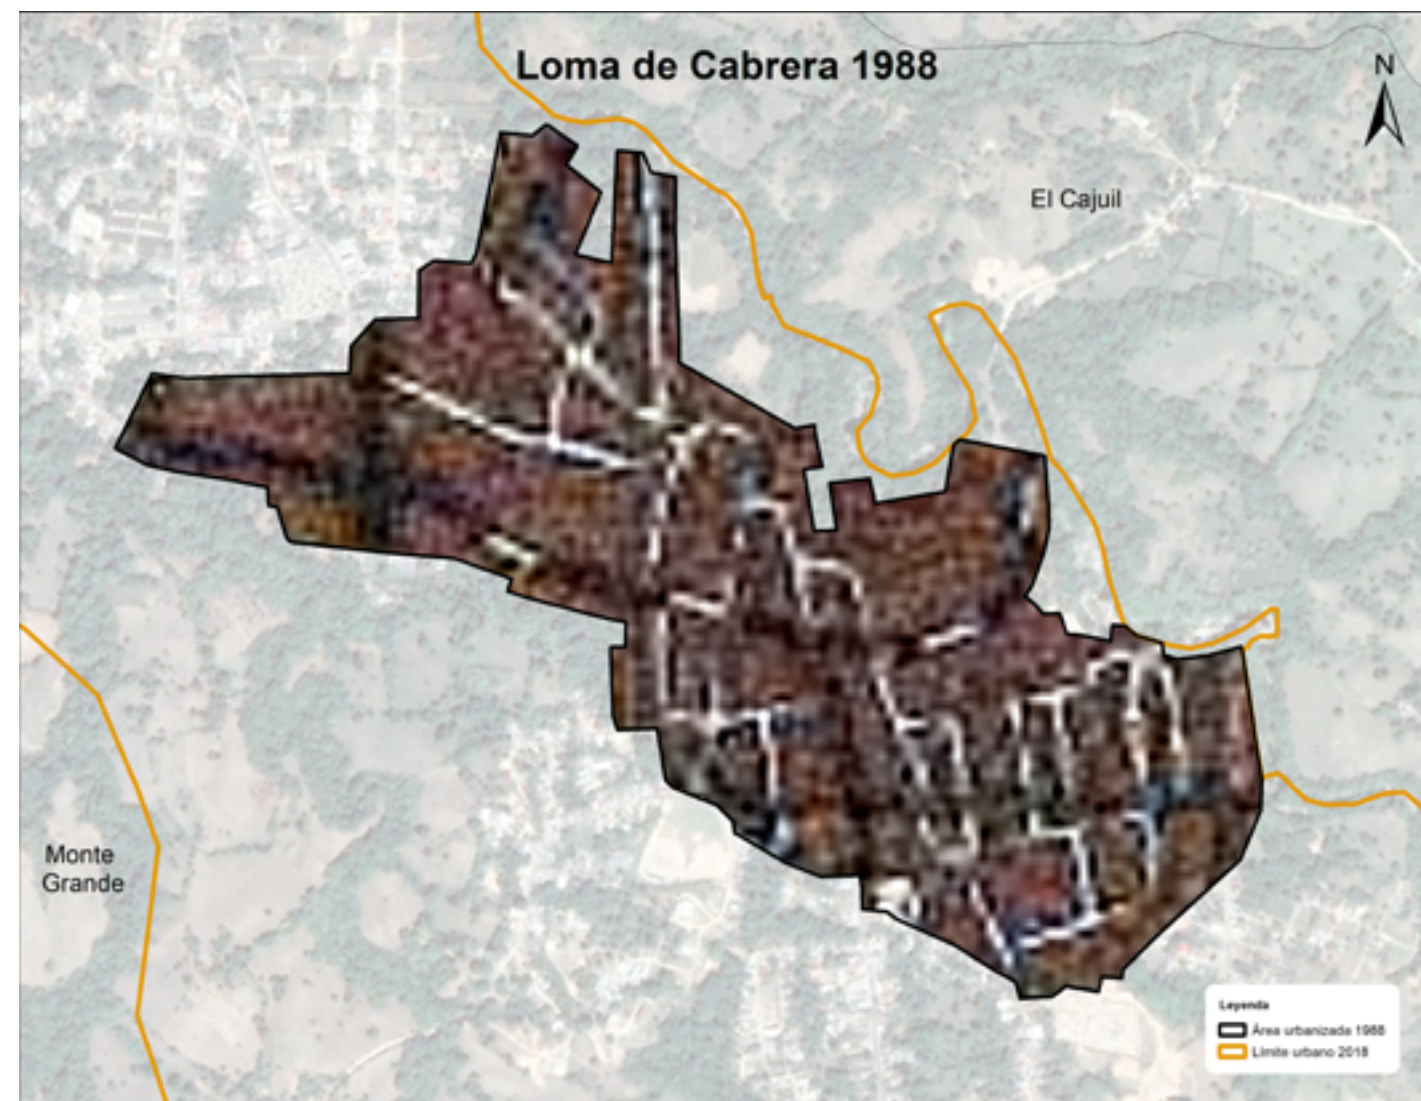 Loma de Cabrera 1988
N
El Cajuil
Monte
Grande
Leyenda
Área urbanizada 1988
Límite urbano 2018